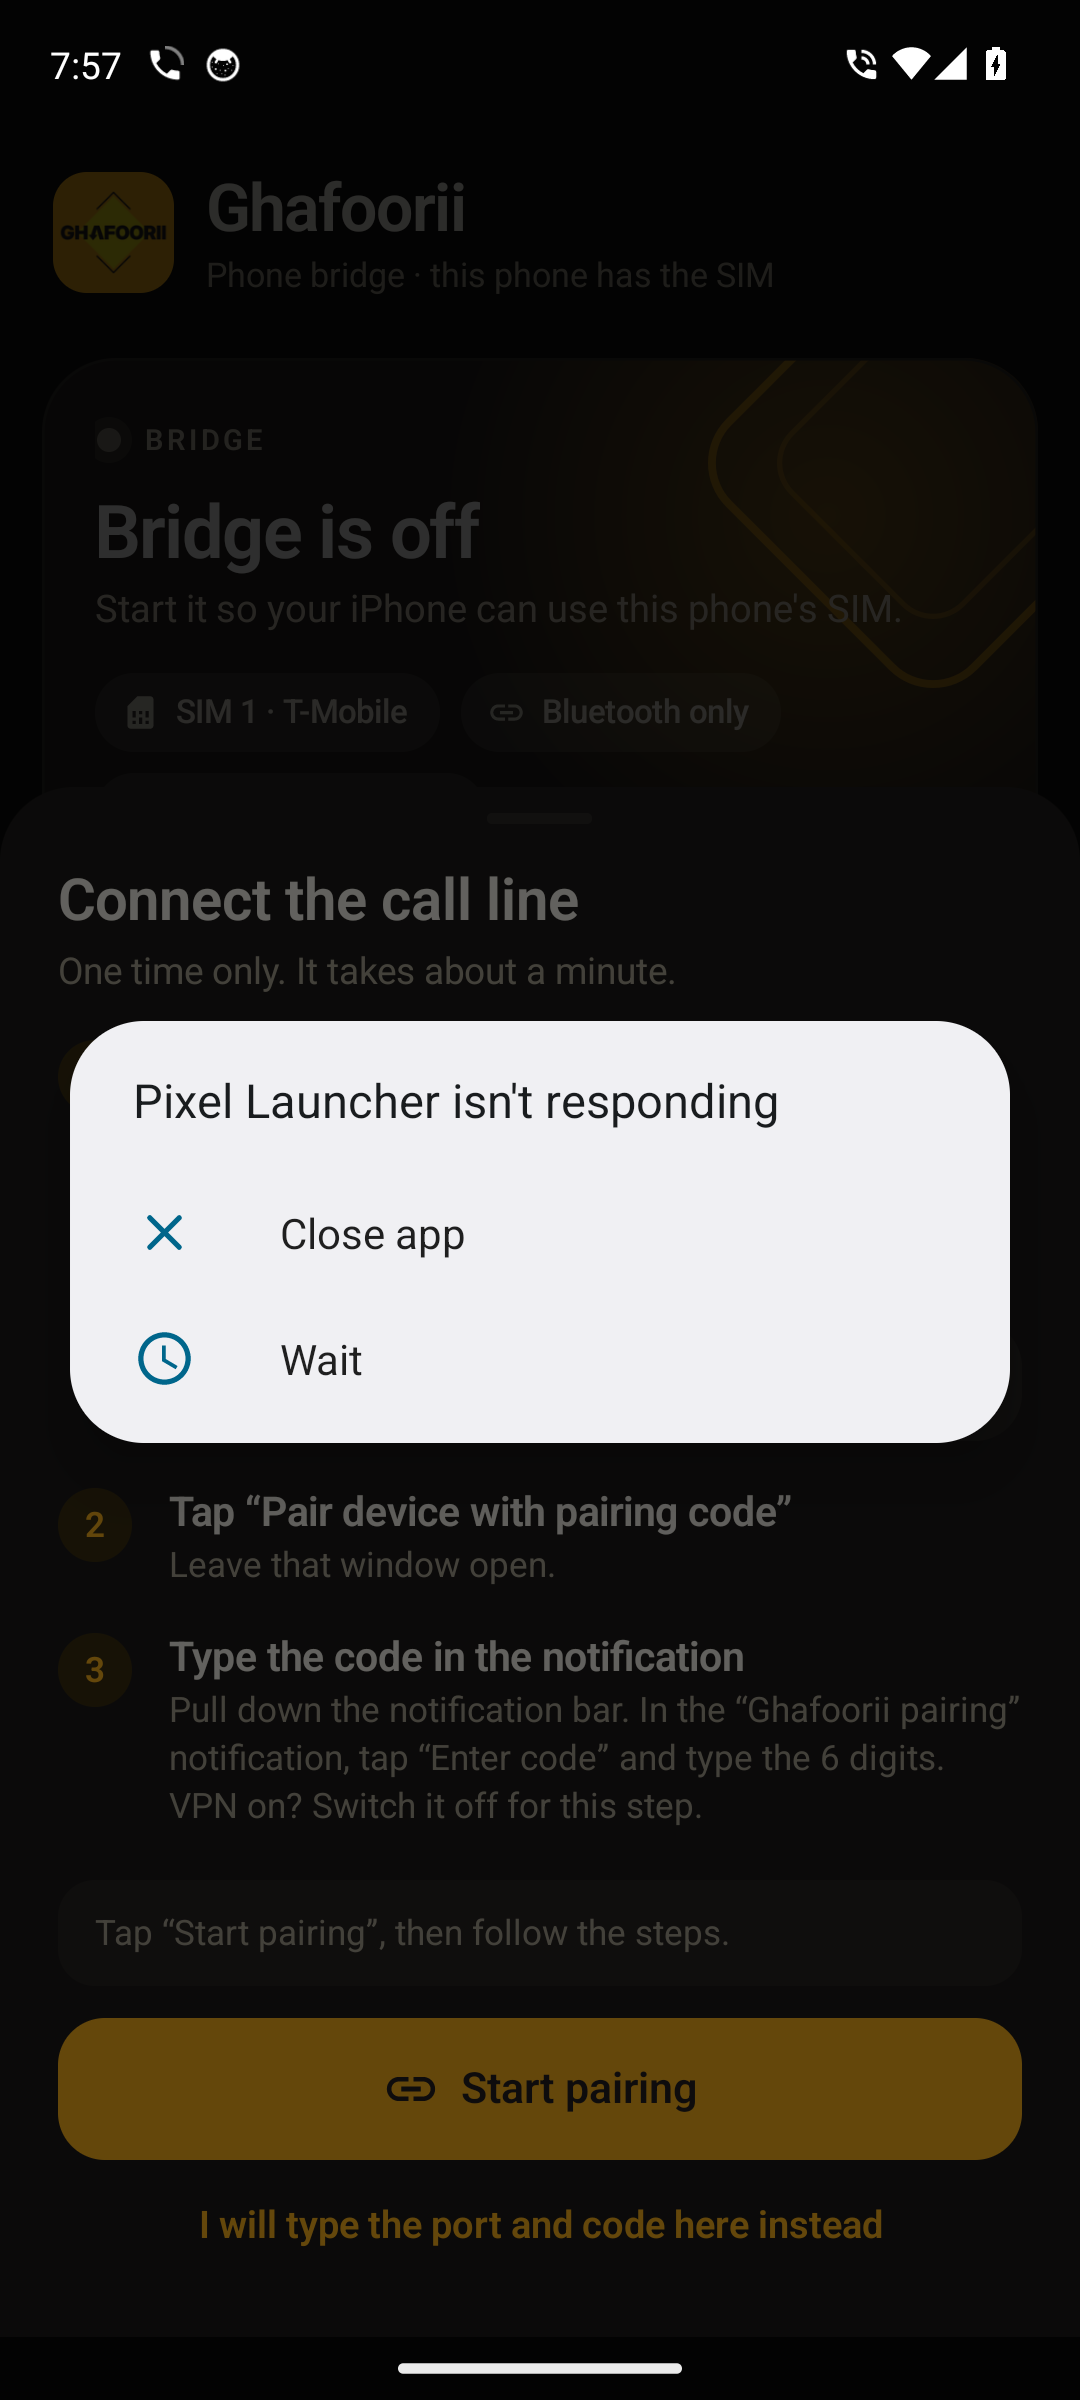 7:57
Ghafoorii
GHAFOORII
Phone bridge · this phone has the SIM
BRIDGE
Bridge is off
Start it so your iPhone can use this phone's SIM.
SIM 1 · T-Mobile
Bluetooth only
Connect the call line
One time only. It takes about a minute.
Pixel Launcher isn't responding
Close app
Wait
2
Tap “Pair device with pairing code”
Leave that window open.
3
Type the code in the notification
Pull down the notification bar. In the “Ghafoorii pairing”
notification, tap “Enter code” and type the 6 digits.
VPN on? Switch it off for this step.
Tap “Start pairing”, then follow the steps.
Start pairing
I will type the port and code here instead